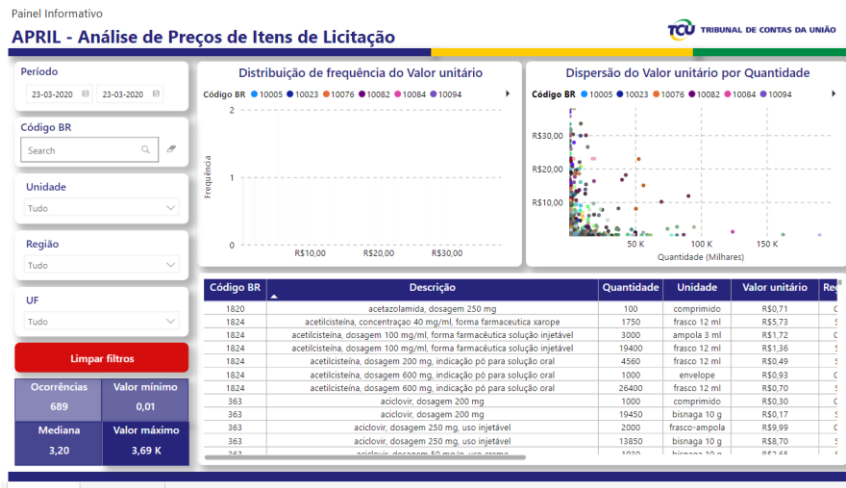 Painel Informativo
APRIL - Análise de Preços de Itens de Licitação
TCU TRIBUNAL DE CONTAS DA UNIÃO
Período
23-03-2020 23-03-2020
Código BR
Search
Unidade
Tudo
Região
Tudo
UF
Tudo
Limpar filtros
Ocorrências Valor mínimo
689 0,01
Mediana Valor máximo
3,20 3,69 K
Distribuição de frequência do Valor unitário
Código BR 10005 10023 10076 10082 10084 10094
Frequência
2
1
0
R$10,00 R$20,00 R$30,00
Dispersão do Valor unitário por Quantidade
Código BR 10005 10023 10076 10082 10084 10094
R$30,00
R$20,00
R$10,00
50 K 100 K 150 K
Quantidade (Milhares)
Código BR Descrição Quantidade Unidade Valor unitário
1820 acetazolamida, dosagem 250 mg 100 comprimido R$0,71
1824 acetilcisteína, concentraçao 40 mg/ml, forma farmaceutica xarope 1750 frasco 12 ml R$5,73
1824 acetilcisteína, dosagem 100 mg/ml, forma farmacêutica solução injetável 3000 ampola 3 ml R$1,72
1824 acetilcisteína, dosagem 100 mg/ml, forma farmacêutica solução injetável 19400 frasco 12 ml R$1,36
1824 acetilcisteína, dosagem 200 mg, indicação pó para solução oral 4560 frasco 12 ml R$0,49
1824 acetilcisteína, dosagem 600 mg, indicação pó para solução oral 1000 envelope R$0,93
1824 acetilcisteína, dosagem 600 mg, indicação pó para solução oral 26400 frasco 12 ml R$0,70
363 aciclovir, dosagem 200 mg 1000 comprimido R$0,30
363 aciclovir, dosagem 200 mg 19450 bisnaga 10 g R$0,17
363 aciclovir, dosagem 250 mg, uso injetável 2000 frasco-ampola R$9,99
363 aciclovir, dosagem 250 mg, uso injetável 13850 bisnaga 10 g R$8,70